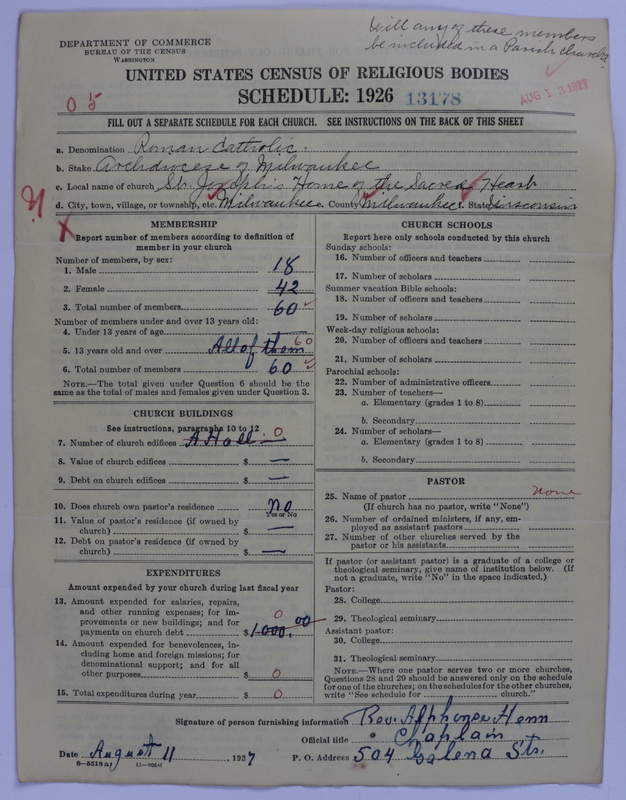 Will any of these members
be included in a Parish church?
DEPARTMENT OF COMMERCE
BUREAU OF THE CENSUS
WASHINGTON
UNITED STATES CENSUS OF RELIGIOUS BODIES
SCHEDULE: 1926 13178
05
AUG 13 1927
FILL OUT A SEPARATE SCHEDULE FOR EACH CHURCH. SEE INSTRUCTIONS ON THE BACK OF THIS SHEET
a. Denomination Roman Catholic.
b. Stake Archdiocese of Milwaukee
c. Local name of church St. Joseph's Home of the Sacred Heart
d. City, town, village, or township, etc. Milwaukee. County Milwaukee. State Wisconsin
MEMBERSHIP
X Report number of members according to definition of
member in your church
Number of members, by sex:
1. Male 18
2. Female 42
3. Total number of members 60
Number of members under and over 13 years old:
4. Under 13 years of age
5. 13 years old and over All of them 60
6. Total number of members 60
NOTE.—The total given under Question 6 should be the
same as the total of males and females given under Question 3.
CHURCH BUILDINGS
See instructions, paragraphs 10 to 12
7. Number of church edifices A Hall 0
8. Value of church edifices $ —
9. Debt on church edifices $ —
10. Does church own pastor's residence no
Yes or No
11. Value of pastor's residence (if owned by
church) $ —
12. Debt on pastor's residence (if owned by
church) $ —
EXPENDITURES
Amount expended by your church during last fiscal year
13. Amount expended for salaries, repairs,
and other running expenses; for im-
provements or new buildings; and for
payments on church debt $ 1000.00 0
14. Amount expended for benevolences, in-
cluding home and foreign missions; for
denominational support; and for all
other purposes $ 0
15. Total expenditures during year $ 0
CHURCH SCHOOLS
Report here only schools conducted by this church
Sunday schools:
16. Number of officers and teachers
17. Number of scholars
Summer vacation Bible schools:
18. Number of officers and teachers
19. Number of scholars
Week-day religious schools:
20. Number of officers and teachers
21. Number of scholars
Parochial schools:
22. Number of administrative officers
23. Number of teachers—
a. Elementary (grades 1 to 8)
b. Secondary
24. Number of scholars—
a. Elementary (grades 1 to 8)
b. Secondary
PASTOR
25. Name of pastor none
(If church has no pastor, write "None")
26. Number of ordained ministers, if any, em-
ployed as assistant pastors
27. Number of other churches served by the
pastor or his assistants
If pastor (or assistant pastor) is a graduate of a college or
theological seminary, give name of institution below. (If
not a graduate, write "No" in the space indicated.)
Pastor:
28. College
29. Theological seminary
Assistant pastor:
30. College
31. Theological seminary
NOTE.—Where one pastor serves two or more churches,
Questions 28 and 29 should be answered only on the schedule
for one of the churches; on the schedules for the other churches,
write "See schedule for church."
Signature of person furnishing information Rev. Alphonse Henn
Official title Chaplain
Date August 11, 1927 P. O. Address 504 Galena Str.